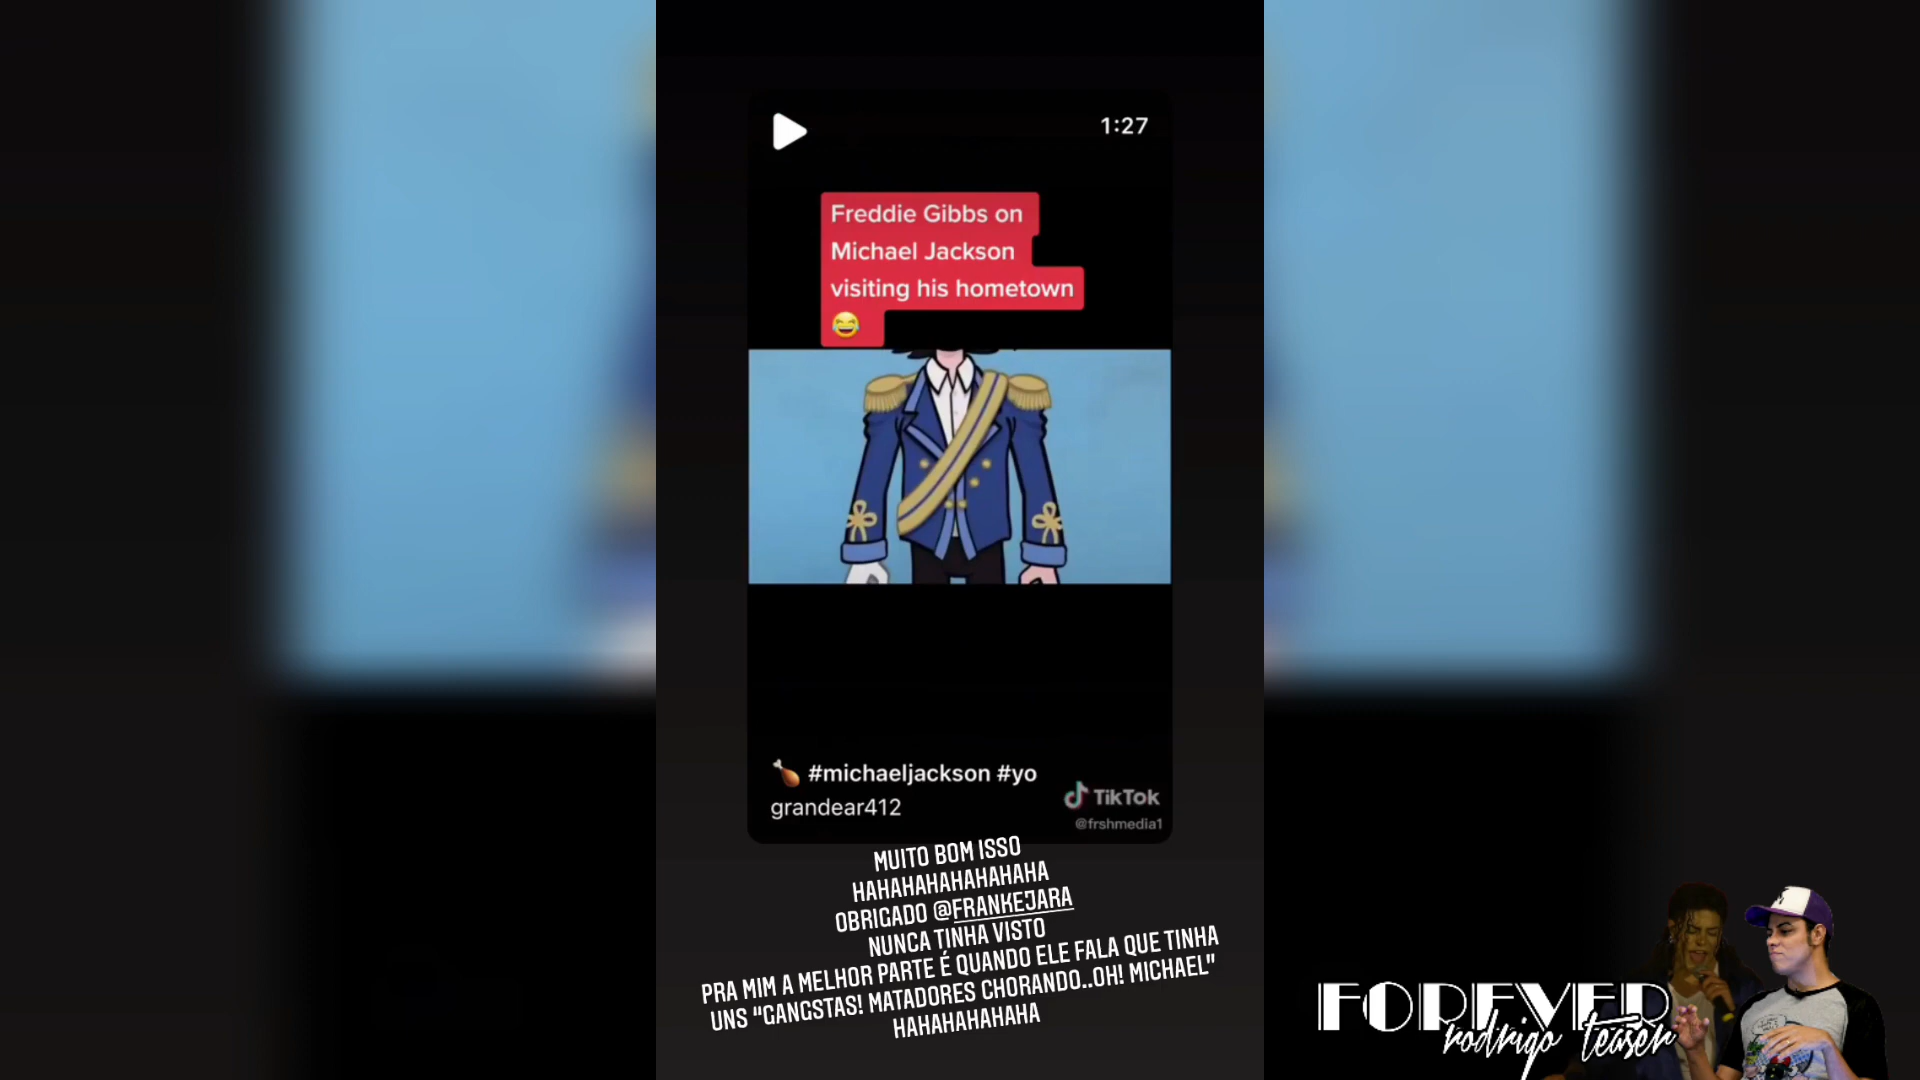 1:27
Freddie Gibbs on
Michael Jackson
visiting his hometown
😂
🍗 #michaeljackson #yo
grandear412
TikTok
@frshmedia1
MUITO BOM ISSO
HAHAHAHAHAHAHAHA
OBRIGADO @FRANKEJARA
NUNCA TINHA VISTO
PRA MIM A MELHOR PARTE É QUANDO ELE FALA QUE TINHA
UNS "GANGSTAS! MATADORES CHORANDO..OH! MICHAEL"
HAHAHAHAHAHA
FOREVER
rodrigo teaser